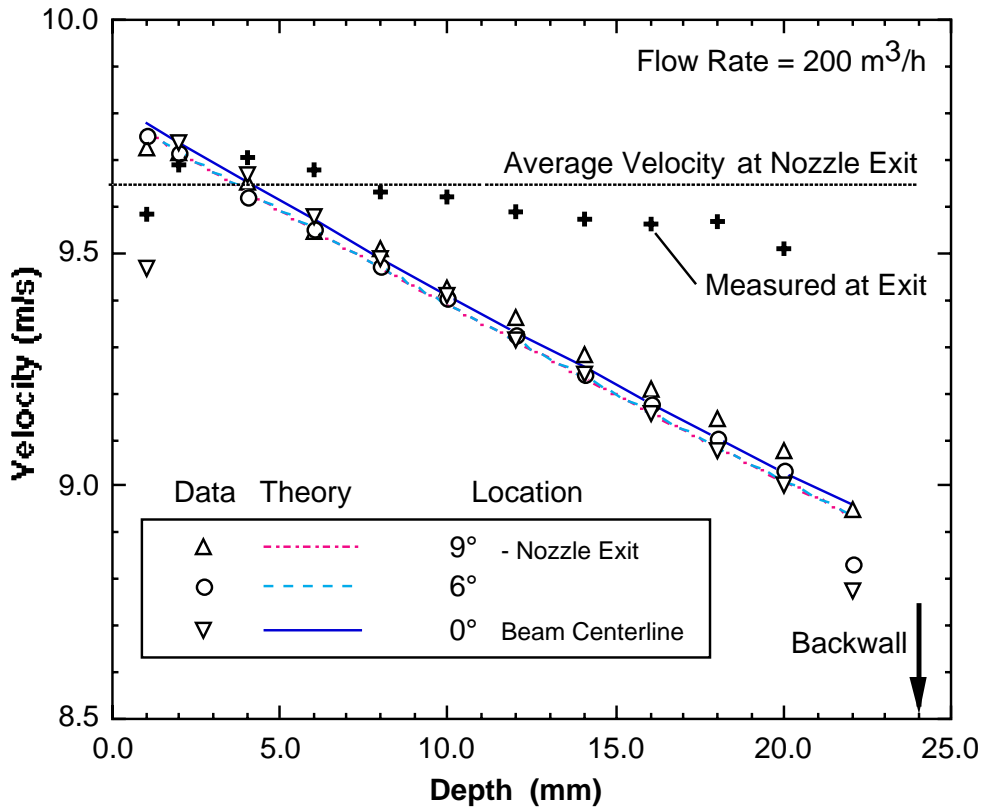 10.0
Flow Rate = 200 m³/h
Average Velocity at Nozzle Exit
9.5
Measured at Exit
Velocity (m/s)
9.0
Data Theory Location
9° - Nozzle Exit
6°
0° Beam Centerline
Backwall
8.5
0.0 5.0 10.0 15.0 20.0 25.0
Depth (mm)